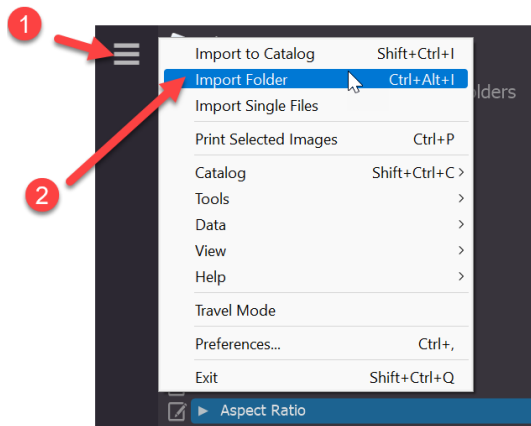 1
Import to Catalog Shift+Ctrl+I
Import Folder Ctrl+Alt+I
lders
Import Single Files
Print Selected Images Ctrl+P
Catalog Shift+Ctrl+C >
Tools >
2
Data >
View >
Help >
Travel Mode
Preferences... Ctrl+,
Exit Shift+Ctrl+Q
Aspect Ratio